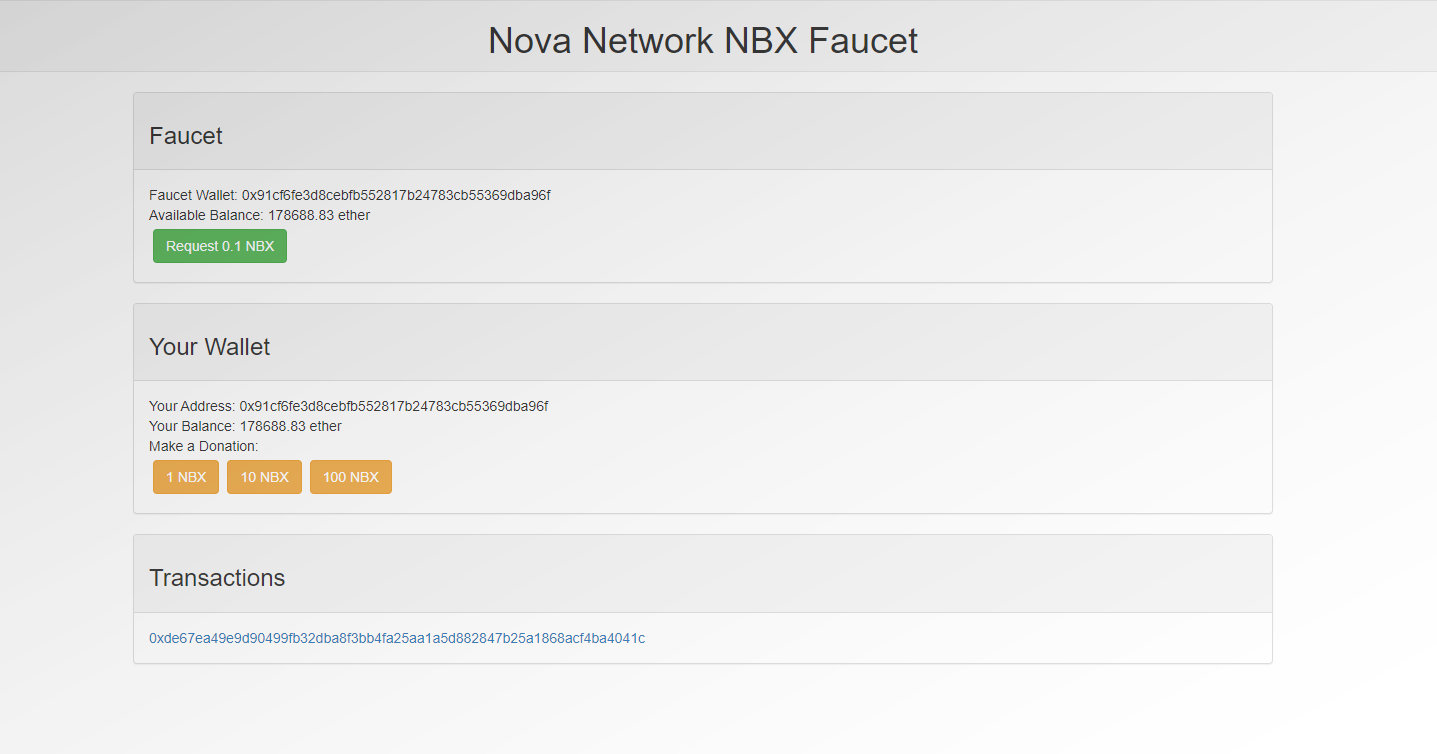 Nova Network NBX Faucet
Faucet
Faucet Wallet: 0x91cf6fe3d8cebfb552817b24783cb55369dba96f
Available Balance: 178688.83 ether
Request 0.1 NBX
Your Wallet
Your Address: 0x91cf6fe3d8cebfb552817b24783cb55369dba96f
Your Balance: 178688.83 ether
Make a Donation:
1 NBX 10 NBX 100 NBX
Transactions
0xde67ea49e9d90499fb32dba8f3bb4fa25aa1a5d882847b25a1868acf4ba4041c